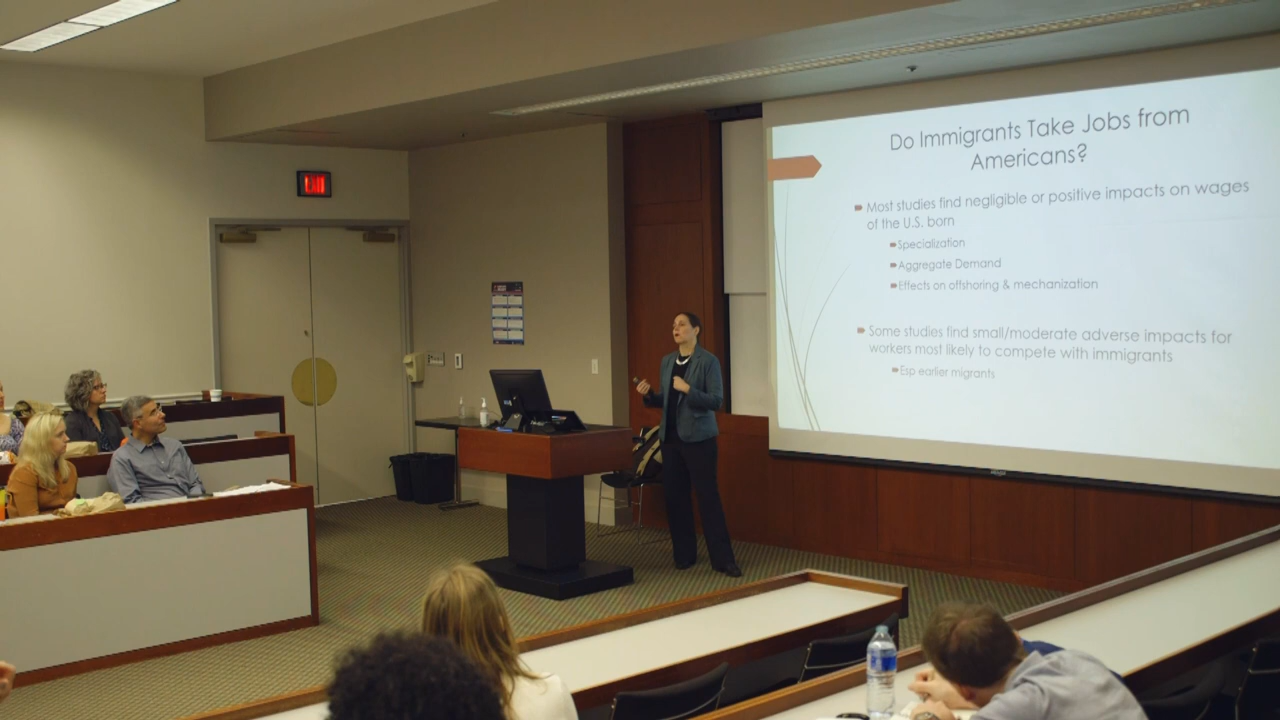 Do Immigrants Take Jobs from
Americans?
Most studies find negligible or positive impacts on wages
of the U.S. born
Specialization
Aggregate Demand
Effects on offshoring & mechanization
Some studies find small/moderate adverse impacts for
workers most likely to compete with immigrants
Esp earlier migrants